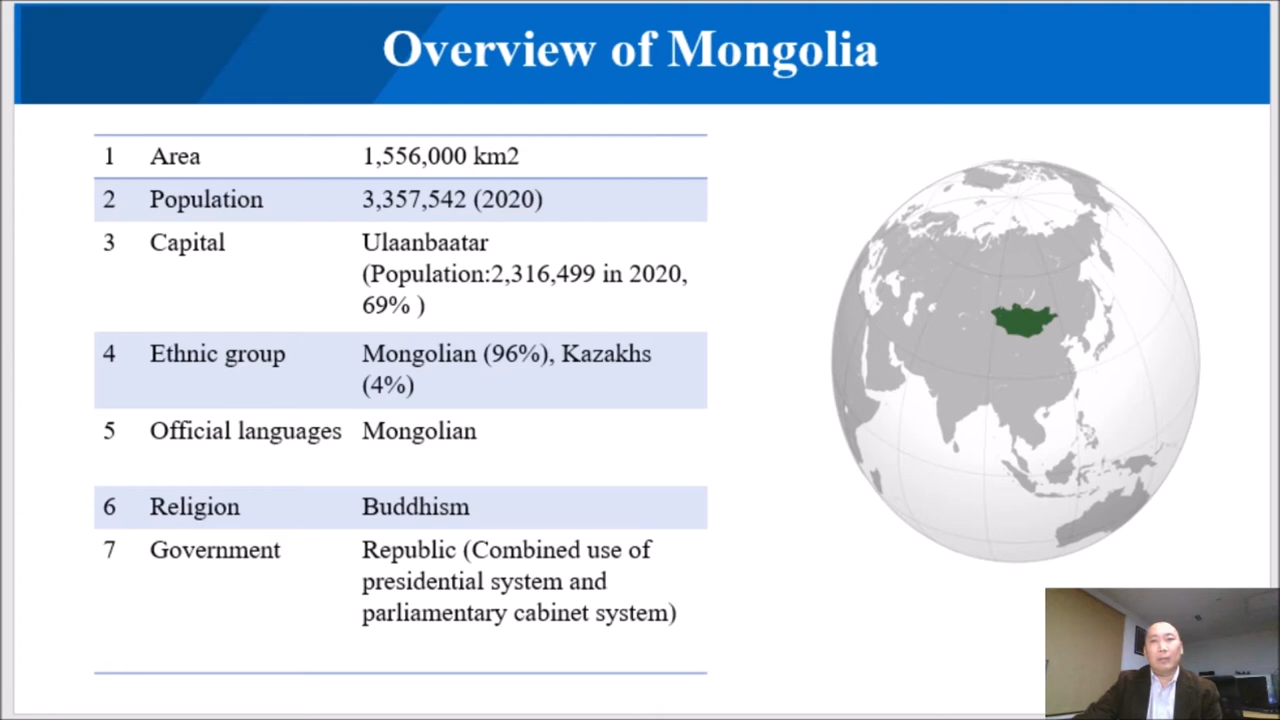 Overview of Mongolia
1 Area 1,556,000 km2
2 Population 3,357,542 (2020)
3 Capital Ulaanbaatar
(Population:2,316,499 in 2020,
69% )
4 Ethnic group Mongolian (96%), Kazakhs
(4%)
5 Official languages Mongolian
6 Religion Buddhism
7 Government Republic (Combined use of
presidential system and
parliamentary cabinet system)